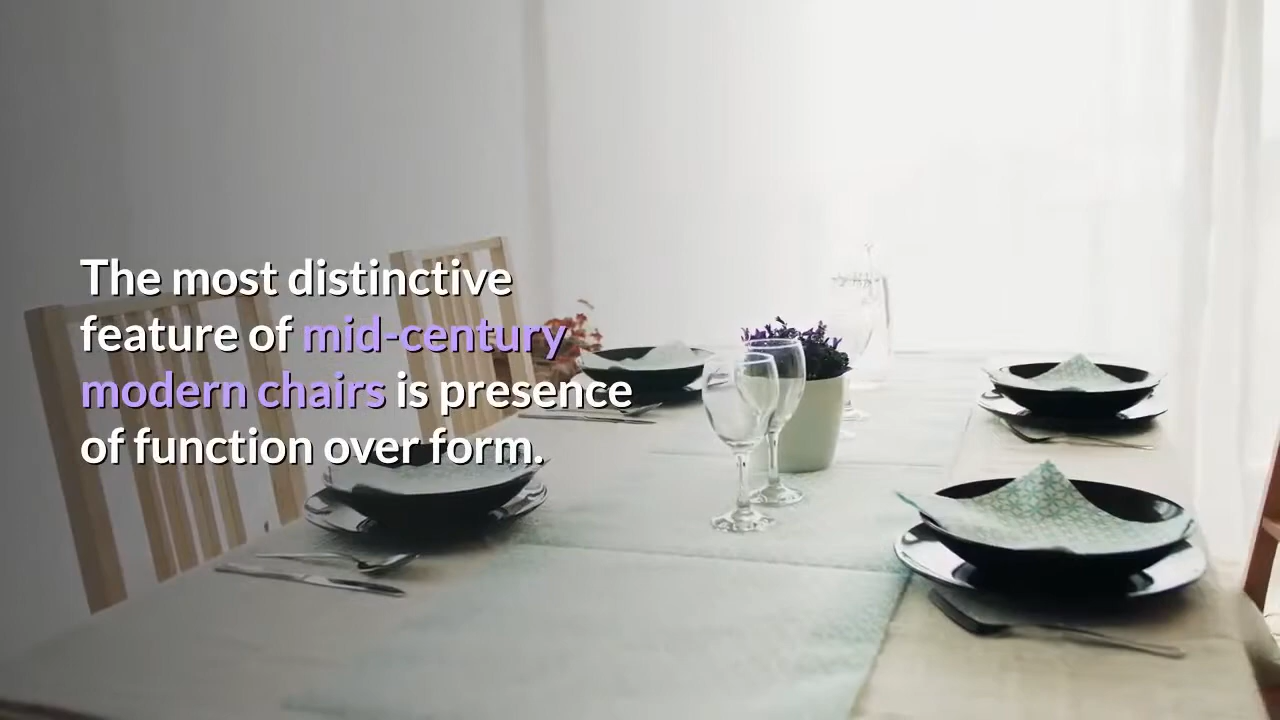 The most distinctive
feature of mid-century
modern chairs is presence
of function over form.